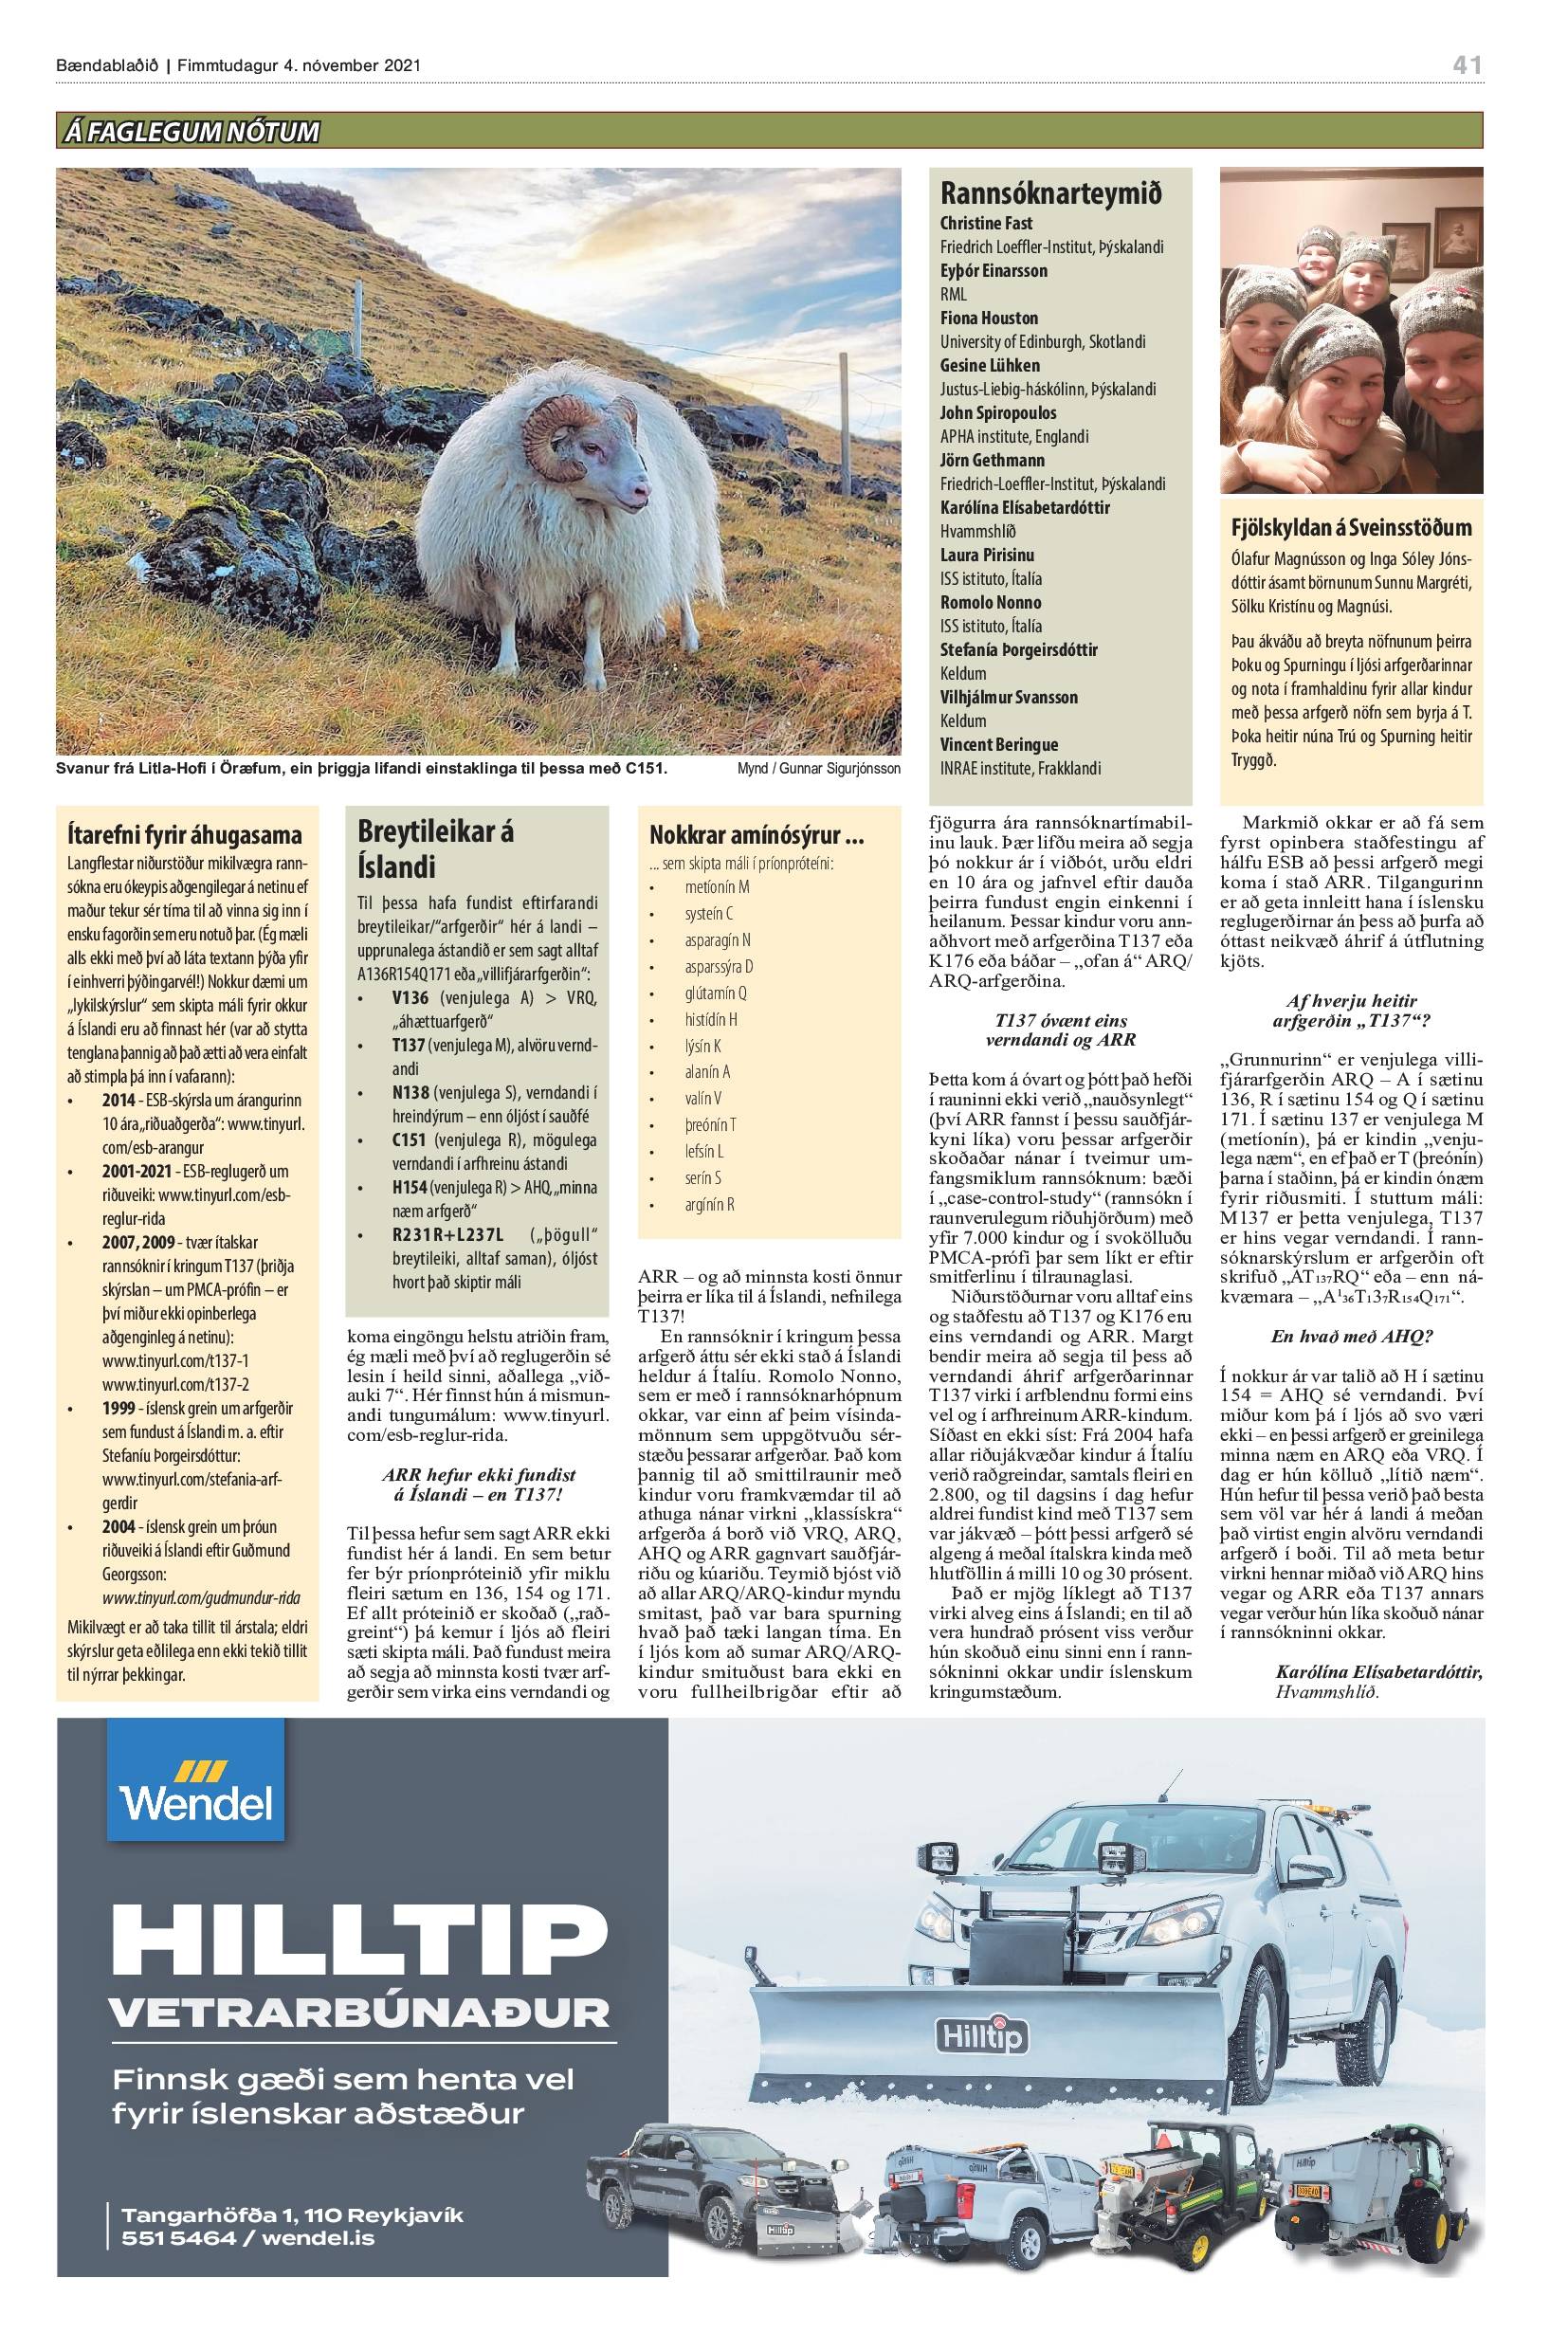 Bændablaðið | Fimmtudagur 4. nóvember 2021
41
Á FAGLEGUM NÓTUM
Svanur frá Litla-Hofi í Öræfum, ein þriggja lifandi einstaklinga til þessa með C151.
Mynd / Gunnar Sigurjónsson
Rannsóknarteymið
Christine Fast
Friedrich Loeffler-Institut, Þýskalandi
Eyþór Einarsson
RML
Fiona Houston
University of Edinburgh, Skotlandi
Gesine Lühken
Justus-Liebig-háskólinn, Þýskalandi
John Spiropoulos
APHA institute, Englandi
Jörn Gethmann
Friedrich-Loeffler-Institut, Þýskalandi
Karólína Elísabetardóttir
Hvammshlíð
Laura Pirisinu
ISS istituto, Ítalía
Romolo Nonno
ISS istituto, Ítalía
Stefanía Þorgeirsdóttir
Keldum
Vilhjálmur Svansson
Keldum
Vincent Beringue
INRAE institute, Frakklandi
Fjölskyldan á Sveinsstöðum
Ólafur Magnússon og Inga Sóley Jóns-
dóttir ásamt börnunum Sunnu Margréti,
Sölku Kristínu og Magnúsi.
Þau ákváðu að breyta nöfnunum þeirra
Þoku og Spurningu í ljósi arfgerðarinnar
og nota í framhaldinu fyrir allar kindur
með þessa arfgerð nöfn sem byrja á T.
Þoka heitir núna Trú og Spurning heitir
Tryggð.
Ítarefni fyrir áhugasama
Langflestar niðurstöður mikilvægra rann-
sókna eru ókeypis aðgengilegar á netinu ef
maður tekur sér tíma til að vinna sig inn í
ensku fagorðin sem eru notuð þar. (Ég mæli
alls ekki með því að láta textann þýða yfir
í einhverri þýðingarvél!) Nokkur dæmi um
„lykilskýrslur“ sem skipta máli fyrir okkur
á Íslandi eru að finnast hér (var að stytta
tenglana þannig að það ætti að vera einfalt
að stimpla þá inn í vafarann):
• 2014 - ESB-skýrsla um árangurinn
10 ára „riðuaðgerða“: www.tinyurl.
com/esb-arangur
• 2001-2021 - ESB-reglugerð um
riðuveiki: www.tinyurl.com/esb-
reglur-rida
• 2007, 2009 - tvær ítalskar
rannsóknir í kringum T137 (þriðja
skýrslan – um PMCA-prófin – er
því miður ekki opinberlega
aðgenginleg á netinu):
www.tinyurl.com/t137-1
www.tinyurl.com/t137-2
• 1999 - íslensk grein um arfgerðir
sem fundust á Íslandi m. a. eftir
Stefaníu Þorgeirsdóttur:
www.tinyurl.com/stefania-arf-
gerdir
• 2004 - íslensk grein um þróun
riðuveiki á Íslandi eftir Guðmund
Georgsson:
www.tinyurl.com/gudmundur-rida
Mikilvægt er að taka tillit til árstala; eldri
skýrslur geta eðlilega enn ekki tekið tillit
til nýrrar þekkingar.
Breytileikar á
Íslandi
Til þessa hafa fundist eftirfarandi
breytileikar/“arfgerðir“ hér á landi –
upprunalega ástandið er sem sagt alltaf
A136R154Q171 eða „villifjárarfgerðin“:
• V136 (venjulega A) > VRQ,
„áhættuarfgerð“
• T137 (venjulega M), alvöru vernd-
andi
• N138 (venjulega S), verndandi í
hreindýrum – enn óljóst í sauðfé
• C151 (venjulega R), mögulega
verndandi í arfhreinu ástandi
• H154 (venjulega R) > AHQ, „minna
næm arfgerð“
• R231R+L237L („þögull“
breytileiki, alltaf saman), óljóst
hvort það skiptir máli
koma eingöngu helstu atriðin fram,
ég mæli með því að reglugerðin sé
lesin í heild sinni, aðallega „við-
auki 7“. Hér finnst hún á mismun-
andi tungumálum: www.tinyurl.
com/esb-reglur-rida.
ARR hefur ekki fundist
á Íslandi – en T137!
Til þessa hefur sem sagt ARR ekki
fundist hér á landi. En sem betur
fer býr príonpróteinið yfir miklu
fleiri sætum en 136, 154 og 171.
Ef allt próteinið er skoðað („rað-
greint“) þá kemur í ljós að fleiri
sæti skipta máli. Það fundust meira
að segja að minnsta kosti tvær arf-
gerðir sem virka eins verndandi og
Nokkrar amínósýrur ...
... sem skipta máli í príonpróteíni:
• metíonín M
• systeín C
• asparagín N
• asparssýra D
• glútamín Q
• histídín H
• lýsín K
• alanín A
• valín V
• þreónín T
• lefsín L
• serín S
• argínín R
ARR – og að minnsta kosti önnur
þeirra er líka til á Íslandi, nefnilega
T137!
En rannsóknir í kringum þessa
arfgerð áttu sér ekki stað á Íslandi
heldur á Ítalíu. Romolo Nonno,
sem er með í rannsóknarhópnum
okkar, var einn af þeim vísinda-
mönnum sem uppgötvuðu sér-
stæðu þessarar arfgerðar. Það kom
þannig til að smittilraunir með
kindur voru framkvæmdar til að
athuga nánar virkni „klassískra“
arfgerða á borð við VRQ, ARQ,
AHQ og ARR gagnvart sauðfjár-
riðu og kúariðu. Teymið bjóst við
að allar ARQ/ARQ-kindur myndu
smitast, það var bara spurning
hvað það tæki langan tíma. En
í ljós kom að sumar ARQ/ARQ-
kindur smituðust bara ekki en
voru fullheilbrigðar eftir að
fjögurra ára rannsóknartímabil-
inu lauk. Þær lifðu meira að segja
þó nokkur ár í viðbót, urðu eldri
en 10 ára og jafnvel eftir dauða
þeirra fundust engin einkenni í
heilanum. Þessar kindur voru ann-
aðhvort með arfgerðina T137 eða
K176 eða báðar – „ofan á“ ARQ/
ARQ-arfgerðina.
T137 óvænt eins
verndandi og ARR
Þetta kom á óvart og þótt það hefði
í rauninni ekki verið „nauðsynlegt“
(því ARR fannst í þessu sauðfjár-
kyni líka) voru þessar arfgerðir
skoðaðar nánar í tveimur um-
fangsmiklum rannsóknum: bæði
í „case-control-study“ (rannsókn í
raunverulegum riðuhjörðum) með
yfir 7.000 kindur og í svokölluðu
PMCA-prófi þar sem líkt er eftir
smitferlinu í tilraunaglasi.
Niðurstöðurnar voru alltaf eins
og staðfestu að T137 og K176 eru
eins verndandi og ARR. Margt
bendir meira að segja til þess að
verndandi áhrif arfgerðarinnar
T137 virki í arfblendnu formi eins
vel og í arfhreinum ARR-kindum.
Síðast en ekki síst: Frá 2004 hafa
allar riðujákvæðar kindur á Ítalíu
verið raðgreindar, samtals fleiri en
2.800, og til dagsins í dag hefur
aldrei fundist kind með T137 sem
var jákvæð – þótt þessi arfgerð sé
algeng á meðal ítalskra kinda með
hlutföllin á milli 10 og 30 prósent.
Það er mjög líklegt að T137
virki alveg eins á Íslandi; en til að
vera hundrað prósent viss verður
hún skoðuð einu sinni enn í rann-
sókninni okkar undir íslenskum
kringumstæðum.
Markmið okkar er að fá sem
fyrst opinbera staðfestingu af
hálfu ESB að þessi arfgerð megi
koma í stað ARR. Tilgangurinn
er að geta innleitt hana í íslensku
reglugerðirnar án þess að þurfa að
óttast neikvæð áhrif á útflutning
kjöts.
Af hverju heitir
arfgerðin „T137“?
„Grunnurinn“ er venjulega villi-
fjárarfgerðin ARQ – A í sætinu
136, R í sætinu 154 og Q í sætinu
171. Í sætinu 137 er venjulega M
(metíonín), þá er kindin „venju-
lega næm“, en ef það er T (þreónín)
þarna í staðinn, þá er kindin ónæm
fyrir riðusmiti. Í stuttum máli:
M137 er þetta venjulega, T137
er hins vegar verndandi. Í rann-
sóknarskýrslum er arfgerðin oft
skrifuð „AT₁₃₇RQ“ eða – enn ná-
kvæmara – „A¹₃₆T₁₃₇R₁₅₄Q₁₇₁“.
En hvað með AHQ?
Í nokkur ár var talið að H í sætinu
154 = AHQ sé verndandi. Því
miður kom þá í ljós að svo væri
ekki – en þessi arfgerð er greinilega
minna næm en ARQ eða VRQ. Í
dag er hún kölluð „lítið næm“.
Hún hefur til þessa verið það besta
sem völ var hér á landi á meðan
það virtist engin alvöru verndandi
arfgerð í boði. Til að meta betur
virkni hennar miðað við ARQ hins
vegar og ARR eða T137 annars
vegar verður hún líka skoðuð nánar
í rannsókninni okkar.
Karólína Elísabetardóttir,
Hvammshlíð.
Wendel
HILLTIP
VETRARBÚNAÐUR
Finnsk gæði sem henta vel
fyrir íslenskar aðstæður
Tangarhöfða 1, 110 Reykjavík
551 5464 / wendel.is
Hilltip
Hilltip
Hilltip
Hilltip